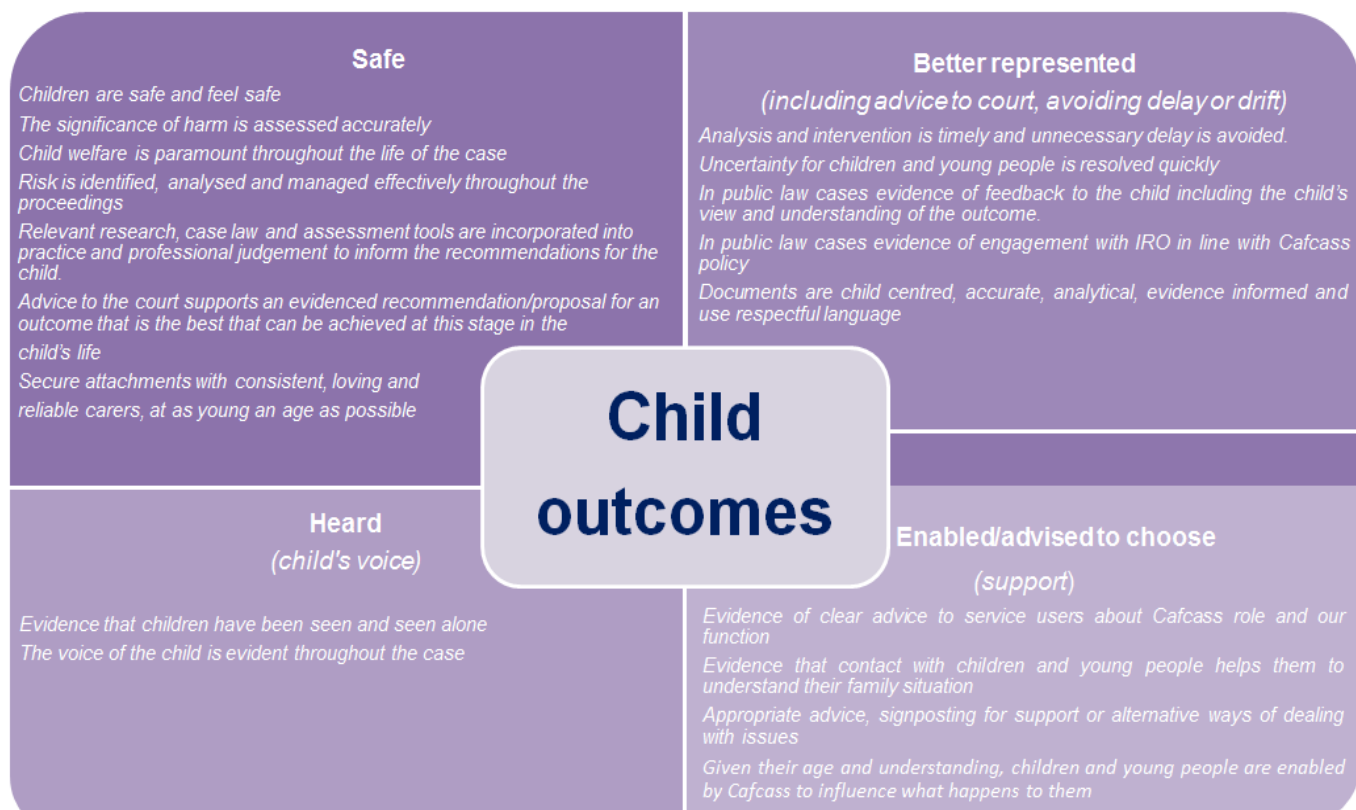 Safe
Children are safe and feel safe
The significance of harm is assessed accurately
Child welfare is paramount throughout the life of the case
Risk is identified, analysed and managed effectively throughout the
proceedings
Relevant research, case law and assessment tools are incorporated into
practice and professional judgement to inform the recommendations for the
child.
Advice to the court supports an evidenced recommendation/proposal for an
outcome that is the best that can be achieved at this stage in the
child's life
Secure attachments with consistent, loving and
reliable carers, at as young an age as possible
Better represented
(including advice to court, avoiding delay or drift)
Analysis and intervention is timely and unnecessary delay is avoided.
Uncertainty for children and young people is resolved quickly
In public law cases evidence of feedback to the child including the child's
view and understanding of the outcome.
In public law cases evidence of engagement with IRO in line with Cafcass
policy
Documents are child centred, accurate, analytical, evidence informed and
use respectful language
Child
outcomes
Heard
(child's voice)
Evidence that children have been seen and seen alone
The voice of the child is evident throughout the case
Enabled/advised to choose
(support)
Evidence of clear advice to service users about Cafcass role and our
function
Evidence that contact with children and young people helps them to
understand their family situation
Appropriate advice, signposting for support or alternative ways of dealing
with issues
Given their age and understanding, children and young people are enabled
by Cafcass to influence what happens to them